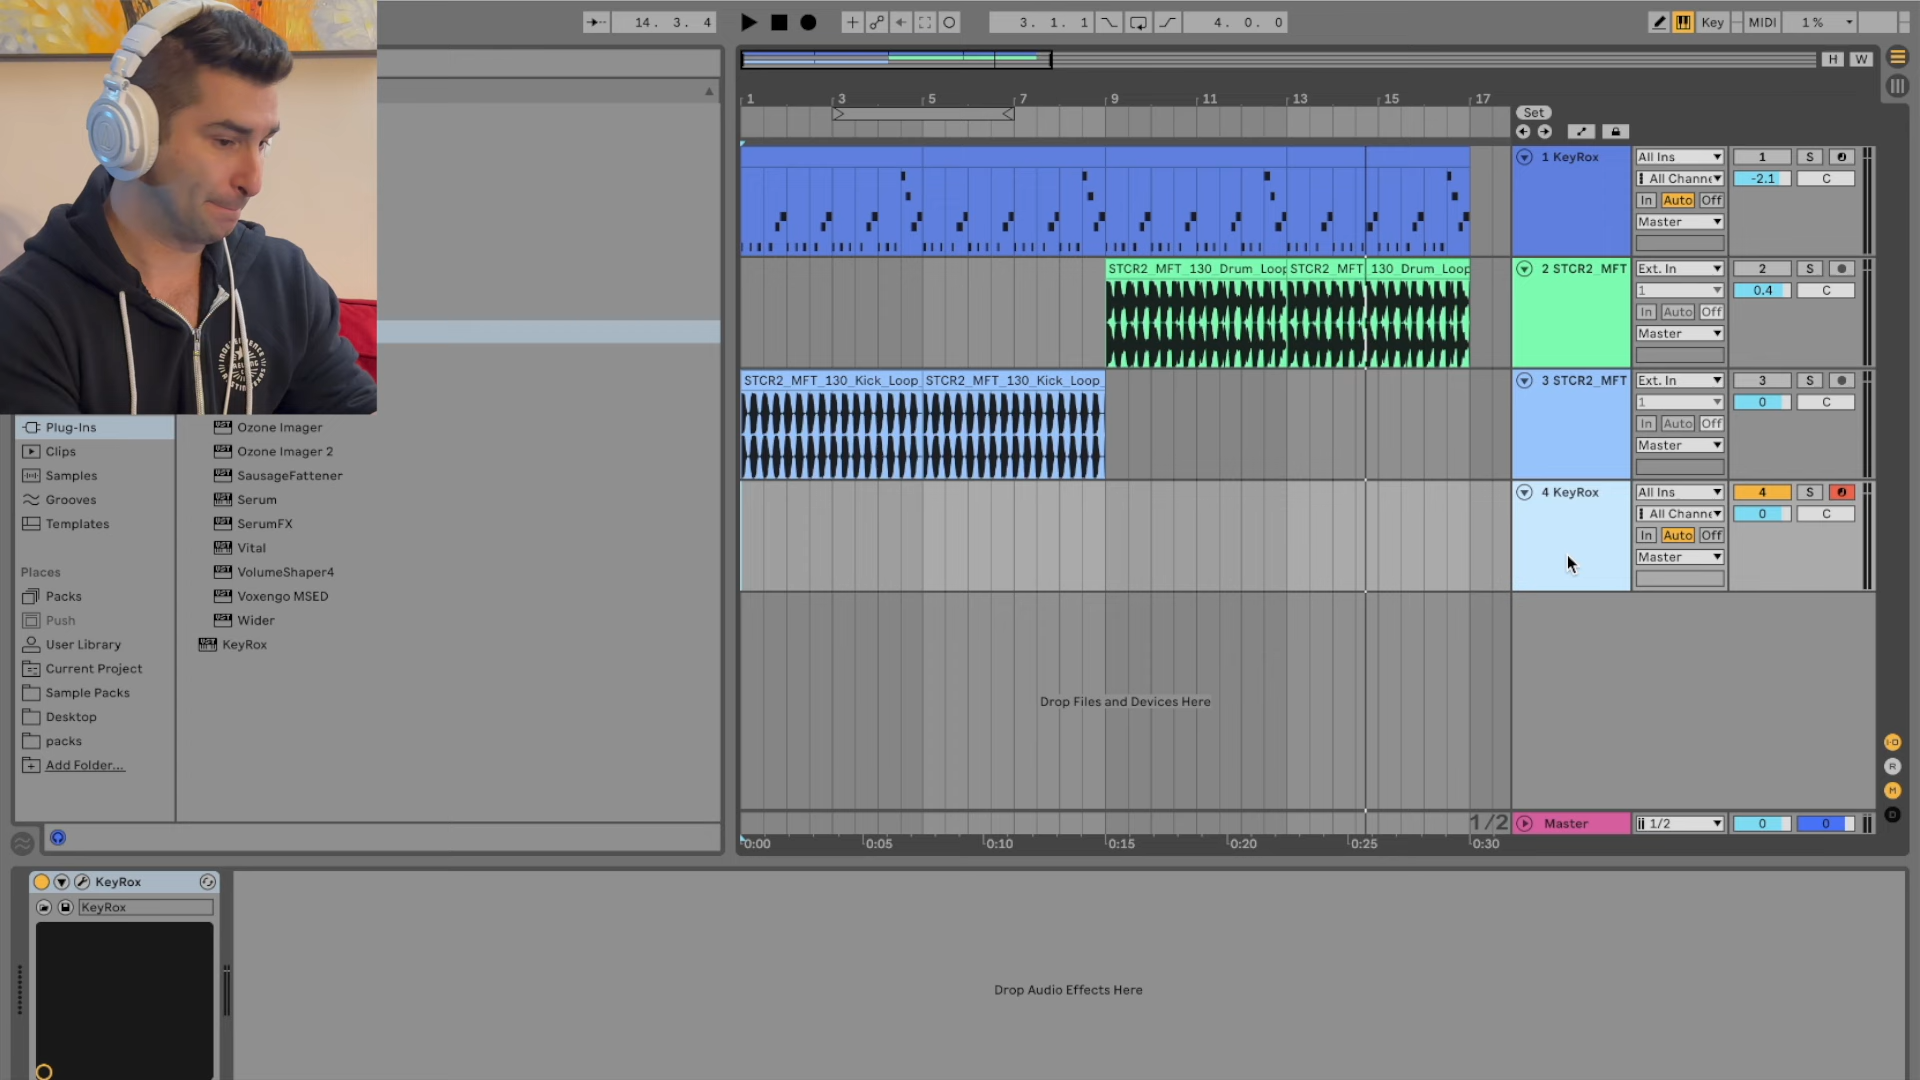 14. 3. 4
3. 1. 1
4. 0. 0
Key
MIDI
1 %
H
W
1
3
5
7
9
11
13
15
17
Set
1 KeyRox
All Ins
1
S
All Channe
-2.1
C
In
Auto
Off
Master
STCR2_MFT_130_Drum_Loop
STCR2_MFT_130_Drum_Loop
2 STCR2_MFT
Ext. In
2
S
1
0.4
C
In
Auto
Off
Master
STCR2_MFT_130_Kick_Loop_
STCR2_MFT_130_Kick_Loop_
3 STCR2_MFT
Ext. In
3
S
1
0
C
In
Auto
Off
Master
4 KeyRox
All Ins
4
S
All Channe
0
C
In
Auto
Off
Master
Plug-Ins
Clips
Samples
Grooves
Templates
Places
Packs
Push
User Library
Current Project
Sample Packs
Desktop
packs
Add Folder...
Ozone Imager
Ozone Imager 2
SausageFattener
Serum
SerumFX
Vital
VolumeShaper4
Voxengo MSED
Wider
KeyRox
Drop Files and Devices Here
1/2
Master
1/2
0
0
0:00
0:05
0:10
0:15
0:20
0:25
0:30
KeyRox
KeyRox
Drop Audio Effects Here